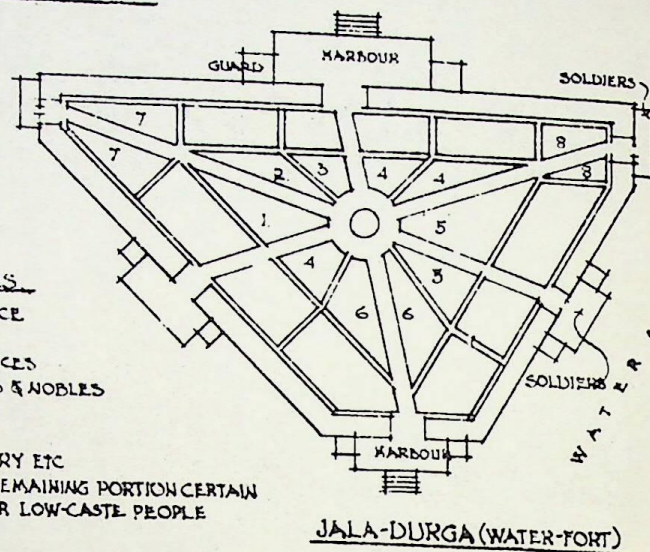 HARBOUR
GUARD
SOLDIERS
7
8
7
2
3
4
4
8
1
5
4
3
6
6
S
CE
CES
& NOBLES
SOLDIERS
WATER
RY ETC
HARBOUR
EMAINING PORTION CERTAIN
R LOW-CASTE PEOPLE
JALA-DURGA (WATER-FORT)